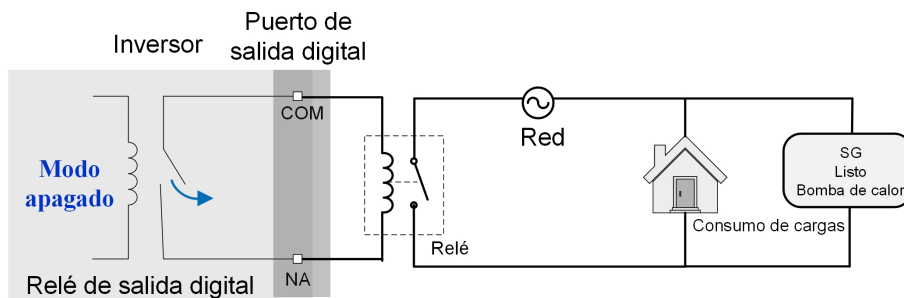 Inversor
Puerto de
salida digital
COM
Red
Modo
apagado
SG
Listo
Bomba de calor
Consumo de cargas
Relé
NA
Relé de salida digital